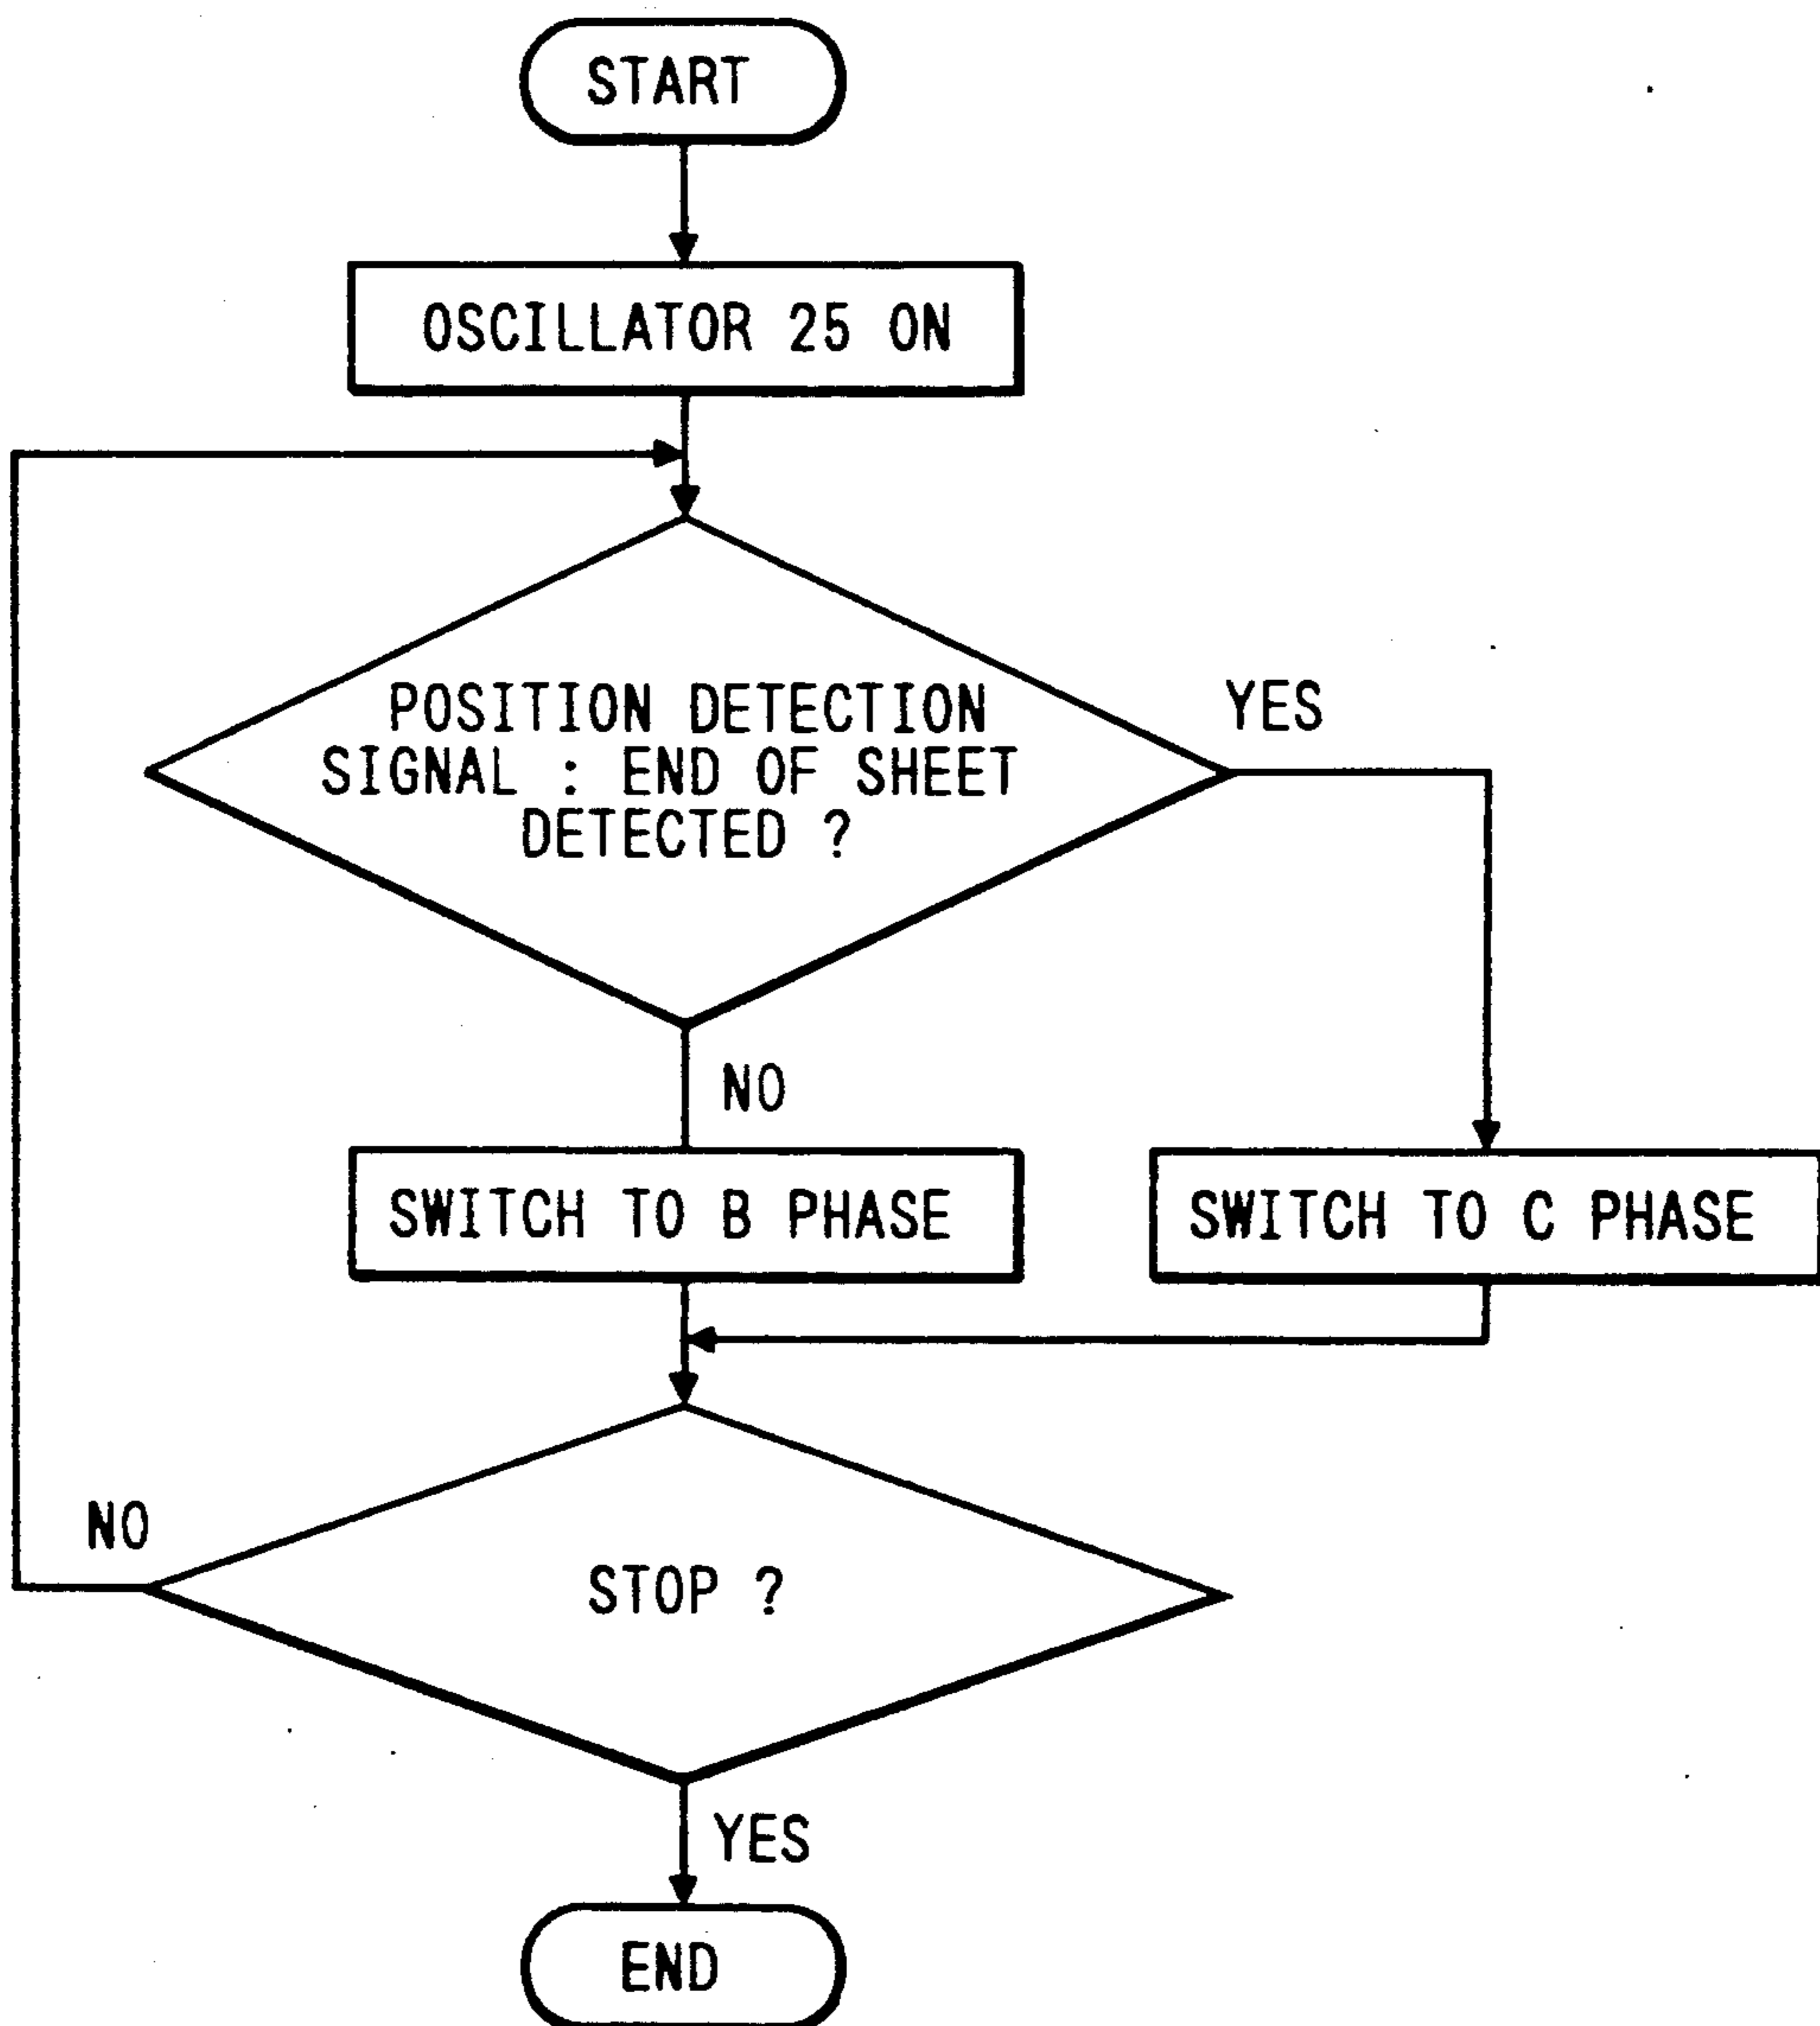 START
OSCILLATOR 25 ON
POSITION DETECTION
SIGNAL : END OF SHEET
DETECTED ?
YES
NO
SWITCH TO B PHASE
SWITCH TO C PHASE
NO
STOP ?
YES
END